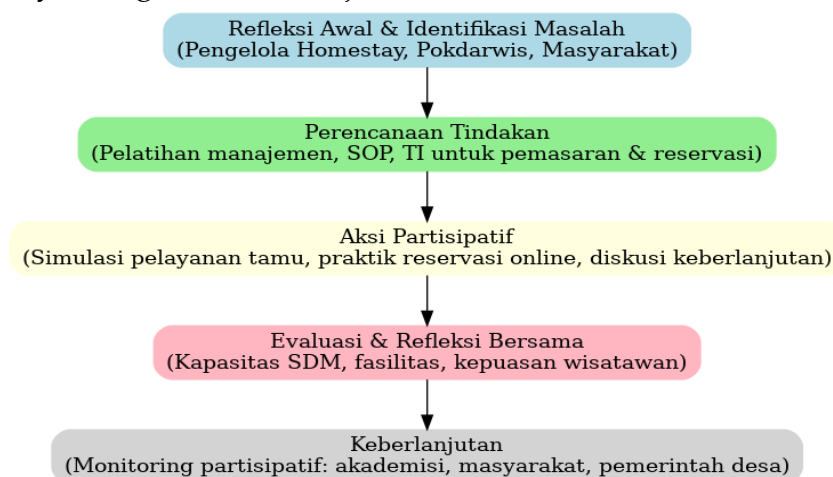 Refleksi Awal & Identifikasi Masalah
(Pengelola Homestay, Pokdarwis, Masyarakat)
Perencanaan Tindakan
(Pelatihan manajemen, SOP, TI untuk pemasaran & reservasi)
Aksi Partisipatif
(Simulasi pelayanan tamu, praktik reservasi online, diskusi keberlanjutan)
Evaluasi & Refleksi Bersama
(Kapasitas SDM, fasilitas, kepuasan wisatawan)
Keberlanjutan
(Monitoring partisipatif: akademisi, masyarakat, pemerintah desa)